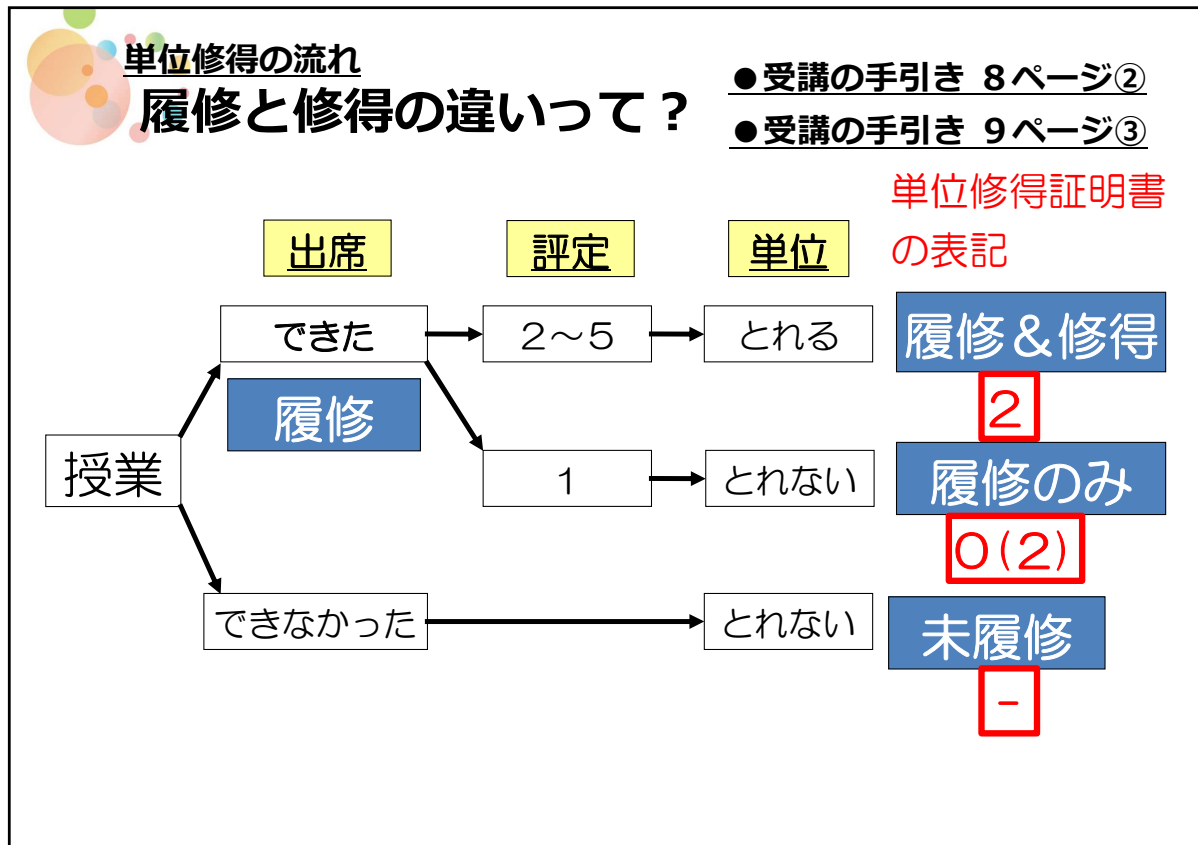 単位修得の流れ
履修と修得の違いって？
●受講の手引き ８ページ②
●受講の手引き ９ページ③
単位修得証明書
の表記
出席
評定
単位
できた
２～５
とれる
履修＆修得
２
履修
授業
１
とれない
履修のみ
０(２)
できなかった
とれない
未履修
－